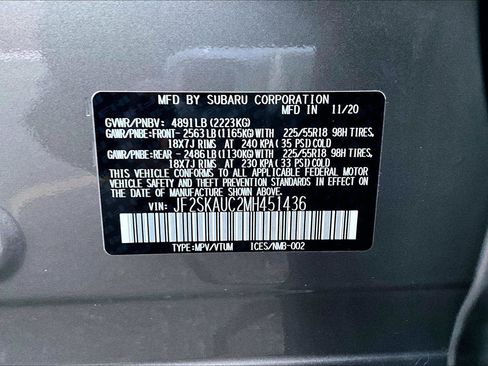 MFD BY SUBARU CORPORATION
MFD IN 11/20
GVWR/PNBV: 4891LB(2223KG)
GAWR/PNBE:FRONT-2563LB(1165KG)WITH 225/55R18 98H TIRES,
18X7J RIMS AT 240 KPA(35 PSI)COLD
GAWR/PNBE:REAR -2486LB(1130KG)WITH 225/55R18 98H TIRES,
18X7J RIMS AT 230 KPA(33 PSI)COLD
THIS VEHICLE CONFORMS TO ALL APPLICABLE FEDERAL MOTOR
VEHICLE SAFETY AND THEFT PREVENTION STANDARDS IN
EFFECT ON THE DATE OF MANUFACTURE SHOWN ABOVE.
VIN: JF2SKAUC2MH451436
TYPE:MPV/VTUM ICES/NMB-002